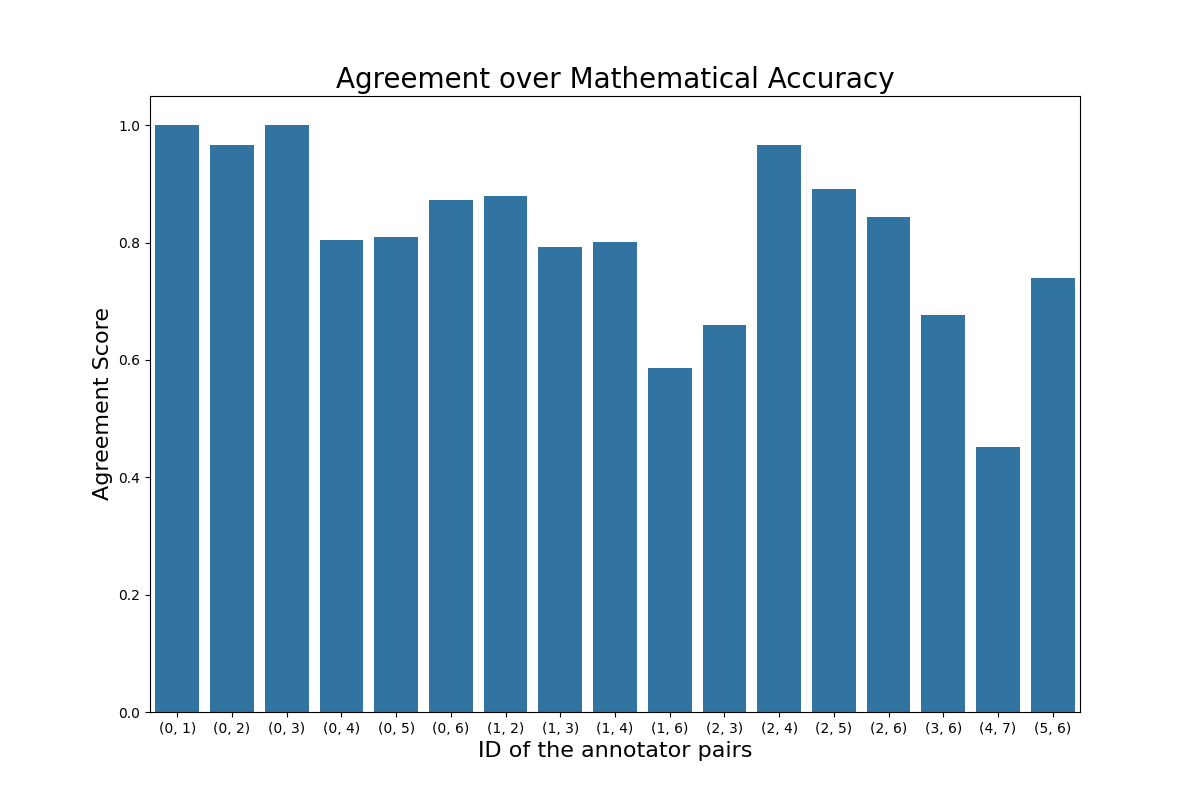 Agreement over Mathematical Accuracy
Agreement Score
1.0
0.8
0.6
0.4
0.2
0.0
(0, 1) (0, 2) (0, 3) (0, 4) (0, 5) (0, 6) (1, 2) (1, 3) (1, 4) (1, 6) (2, 3) (2, 4) (2, 5) (2, 6) (3, 6) (4, 7) (5, 6)
ID of the annotator pairs